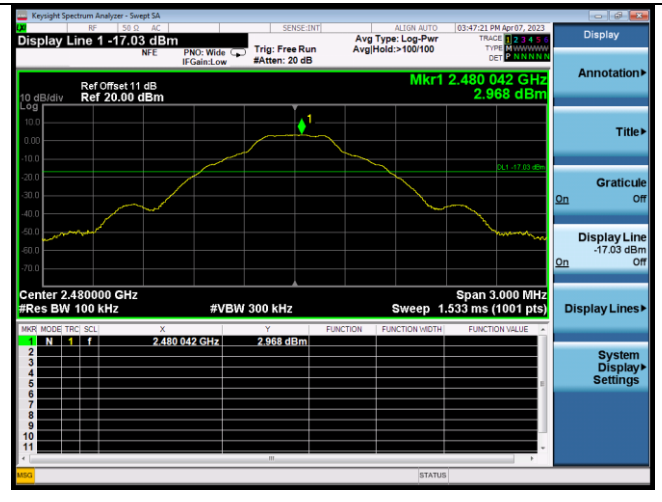 Keysight Spectrum Analyzer - Swept SA
RF 50 Ω AC SENSE:INT ALIGN AUTO 03:47:21 PM Apr 07, 2023
Display Line 1 -17.03 dBm
NFE
PNO: Wide
IFGain:Low
Trig: Free Run
#Atten: 20 dB
Avg Type: Log-Pwr
Avg|Hold:>100/100
TRACE 1 2 3 4 5 6
TYPE M WWWWW
DET P N N N N N
Mkr1 2.480 042 GHz
2.968 dBm
Ref Offset 11 dB
10 dB/div Ref 20.00 dBm
Log
10.0
0.00
-10.0
-20.0
-30.0
-40.0
-50.0
-60.0
-70.0
1
DL1 -17.03 dBm
Center 2.480000 GHz Span 3.000 MHz
#Res BW 100 kHz #VBW 300 kHz Sweep 1.533 ms (1001 pts)
MKR MODE TRC SCL X Y FUNCTION FUNCTION WIDTH FUNCTION VALUE
1 N 1 f 2.480 042 GHz 2.968 dBm
2
3
4
5
6
7
8
9
10
11
MSG STATUS
Display
Annotation
Title
Graticule
On Off
Display Line
-17.03 dBm
On Off
Display Lines
System
Display
Settings